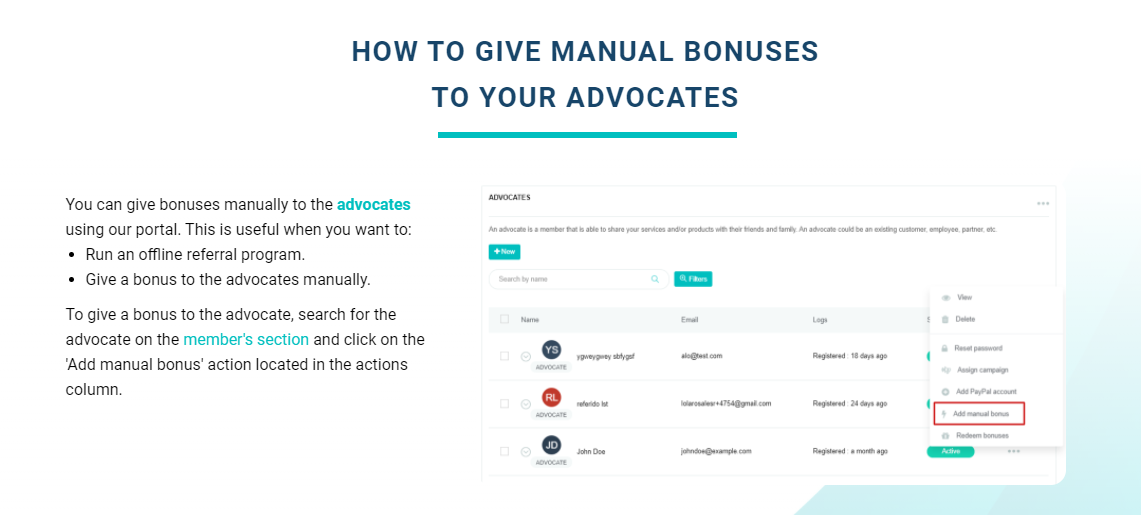 HOW TO GIVE MANUAL BONUSES
TO YOUR ADVOCATES
You can give bonuses manually to the advocates
using our portal. This is useful when you want to:
• Run an offline referral program.
• Give a bonus to the advocates manually.
To give a bonus to the advocate, search for the
advocate on the member's section and click on the
'Add manual bonus' action located in the actions
column.
ADVOCATES
An advocate is a member that is able to share your services and/or products with their friends and family. An advocate could be an existing customer, employee, partner, etc.
+ New
Search by name
Filters
Name Email Logs
YS ygweygwey sbfygsf alo@test.com Registered : 18 days ago
ADVOCATE
RL referido lst lolarosalesr+4754@gmail.com Registered : 24 days ago
ADVOCATE
JD John Doe johndoe@example.com Registered : a month ago Active
ADVOCATE
View
Delete
Reset password
Assign campaign
Add PayPal account
Add manual bonus
Redeem bonuses